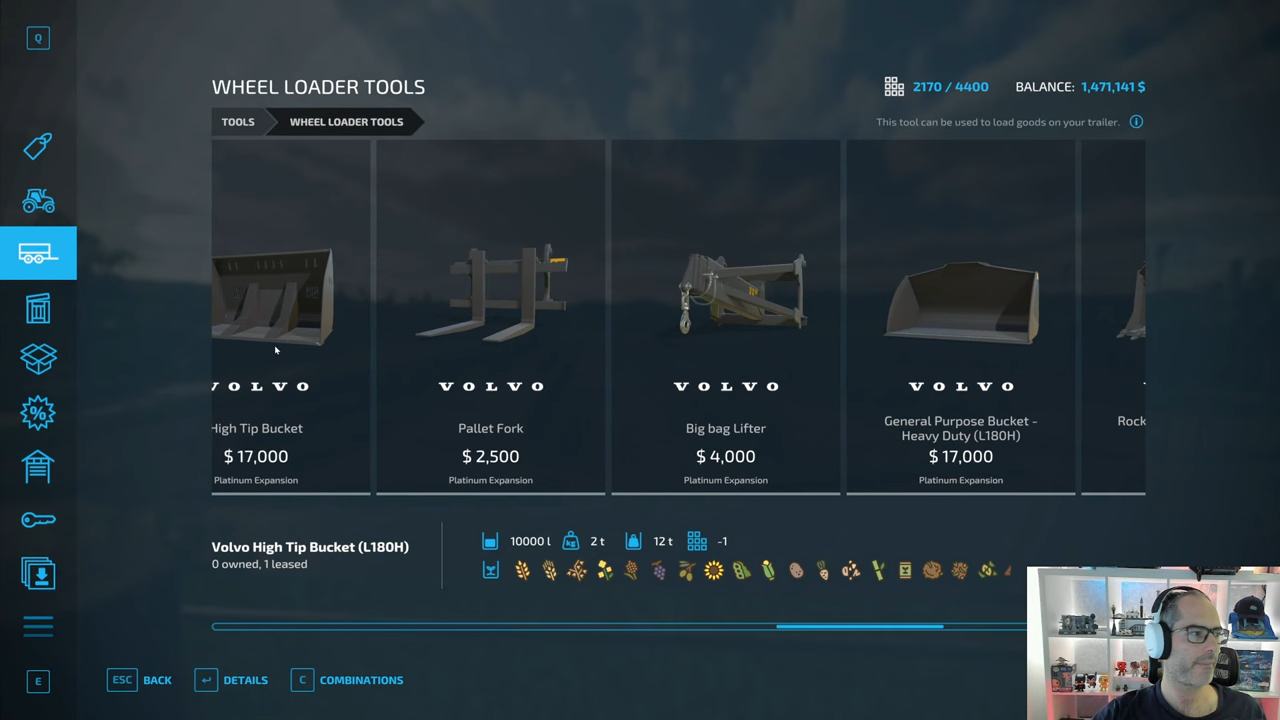 Q
WHEEL LOADER TOOLS
2170 / 4400
BALANCE: 1,471,141 $
TOOLS
WHEEL LOADER TOOLS
This tool can be used to load goods on your trailer.
VOLVO
High Tip Bucket
$ 17,000
Platinum Expansion
VOLVO
Pallet Fork
$ 2,500
Platinum Expansion
VOLVO
Big bag Lifter
$ 4,000
Platinum Expansion
VOLVO
General Purpose Bucket -
Heavy Duty (L180H)
$ 17,000
Platinum Expansion
Rock
Volvo High Tip Bucket (L180H)
0 owned, 1 leased
10000 l
2 t
12 t
-1
E
ESC BACK
DETAILS
C COMBINATIONS